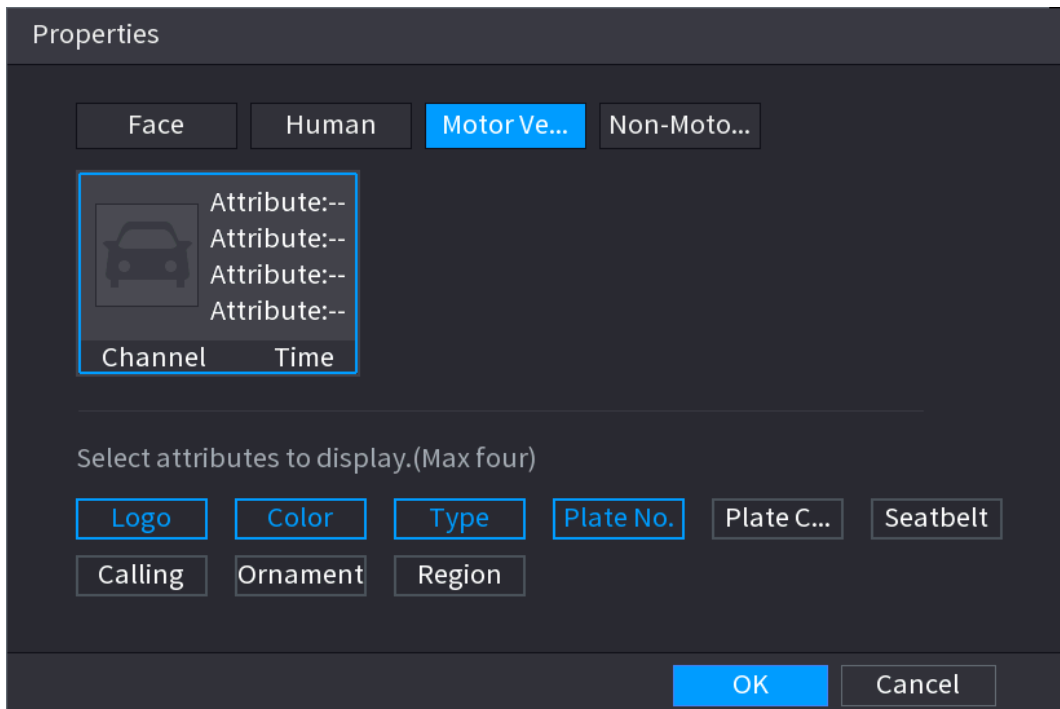 Properties
Face Human Motor Ve... Non-Moto...
Attribute:--
Attribute:--
Attribute:--
Attribute:--
Channel Time
Select attributes to display.(Max four)
Logo Color Type Plate No. Plate C... Seatbelt
Calling Ornament Region
OK Cancel